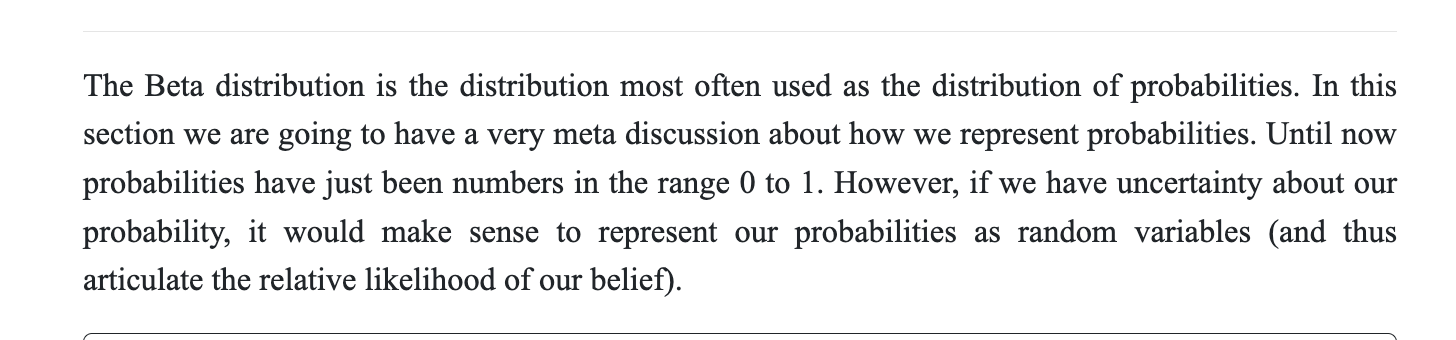 The Beta distribution is the distribution most often used as the distribution of probabilities. In this
section we are going to have a very meta discussion about how we represent probabilities. Until now
probabilities have just been numbers in the range 0 to 1. However, if we have uncertainty about our
probability, it would make sense to represent our probabilities as random variables (and thus
articulate the relative likelihood of our belief).